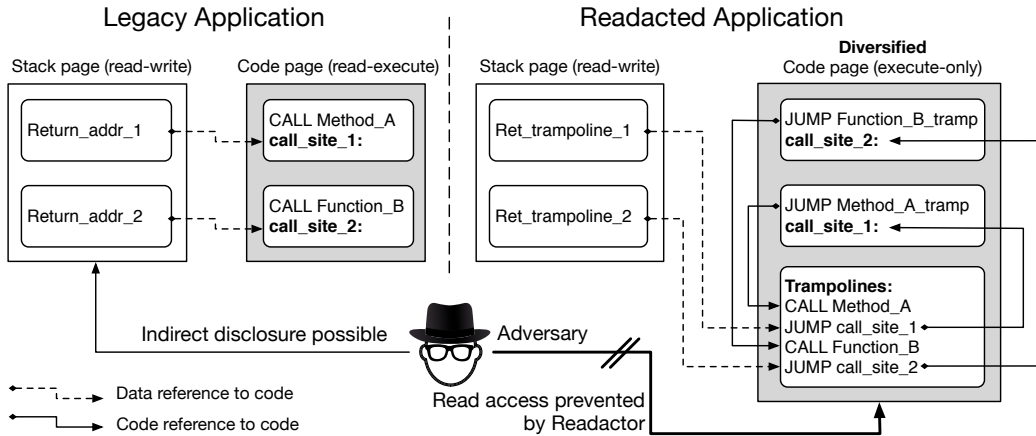 Legacy Application
Readacted Application
Stack page (read-write)
Code page (read-execute)
Return_addr_1
Return_addr_2
CALL Method_A
call_site_1:
CALL Function_B
call_site_2:
Stack page (read-write)
Diversified
Code page (execute-only)
Ret_trampoline_1
Ret_trampoline_2
JUMP Function_B_tramp
call_site_2:
JUMP Method_A_tramp
call_site_1:
Trampolines:
CALL Method_A
JUMP call_site_1
CALL Function_B
JUMP call_site_2
Indirect disclosure possible
Adversary
Read access prevented
by Readactor
Data reference to code
Code reference to code